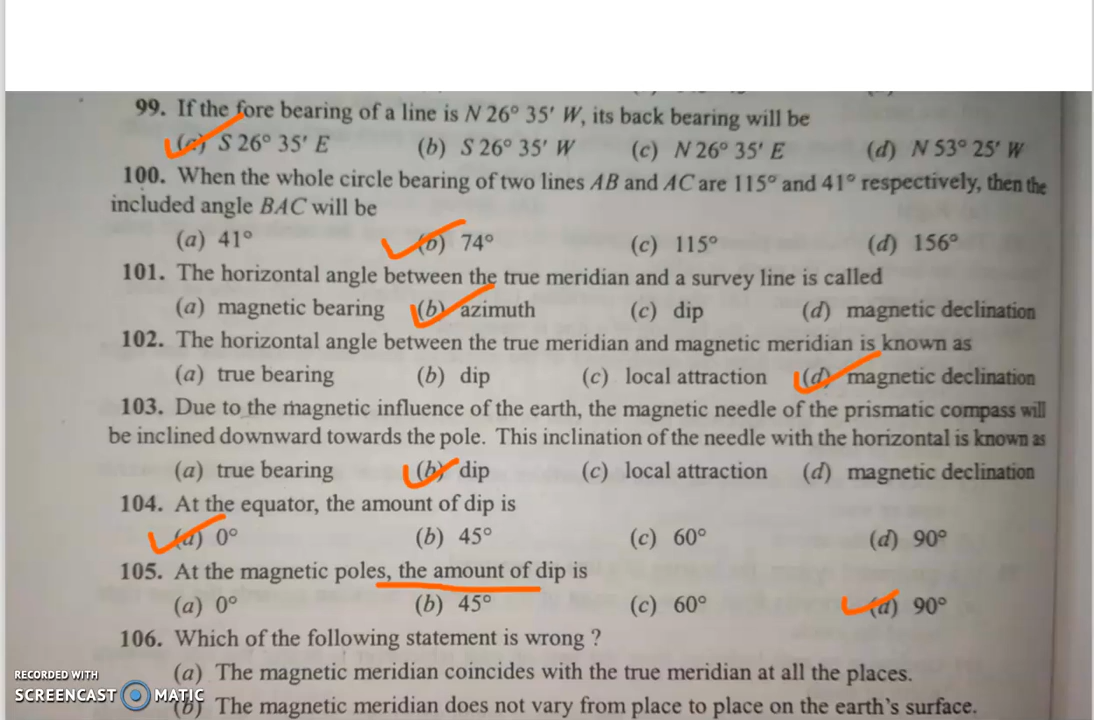 99. If the fore bearing of a line is N 26° 35′ W, its back bearing will be
(a) S 26° 35′ E (b) S 26° 35′ W (c) N 26° 35′ E (d) N 53° 25′ W
100. When the whole circle bearing of two lines AB and AC are 115° and 41° respectively, then the
included angle BAC will be
(a) 41° (b) 74° (c) 115° (d) 156°
101. The horizontal angle between the true meridian and a survey line is called
(a) magnetic bearing (b) azimuth (c) dip (d) magnetic declination
102. The horizontal angle between the true meridian and magnetic meridian is known as
(a) true bearing (b) dip (c) local attraction (d) magnetic declination
103. Due to the magnetic influence of the earth, the magnetic needle of the prismatic compass will
be inclined downward towards the pole. This inclination of the needle with the horizontal is known as
(a) true bearing (b) dip (c) local attraction (d) magnetic declination
104. At the equator, the amount of dip is
(a) 0° (b) 45° (c) 60° (d) 90°
105. At the magnetic poles, the amount of dip is
(a) 0° (b) 45° (c) 60° (d) 90°
106. Which of the following statement is wrong ?
(a) The magnetic meridian coincides with the true meridian at all the places.
(b) The magnetic meridian does not vary from place to place on the earth's surface.
RECORDED WITH
SCREENCAST MATIC